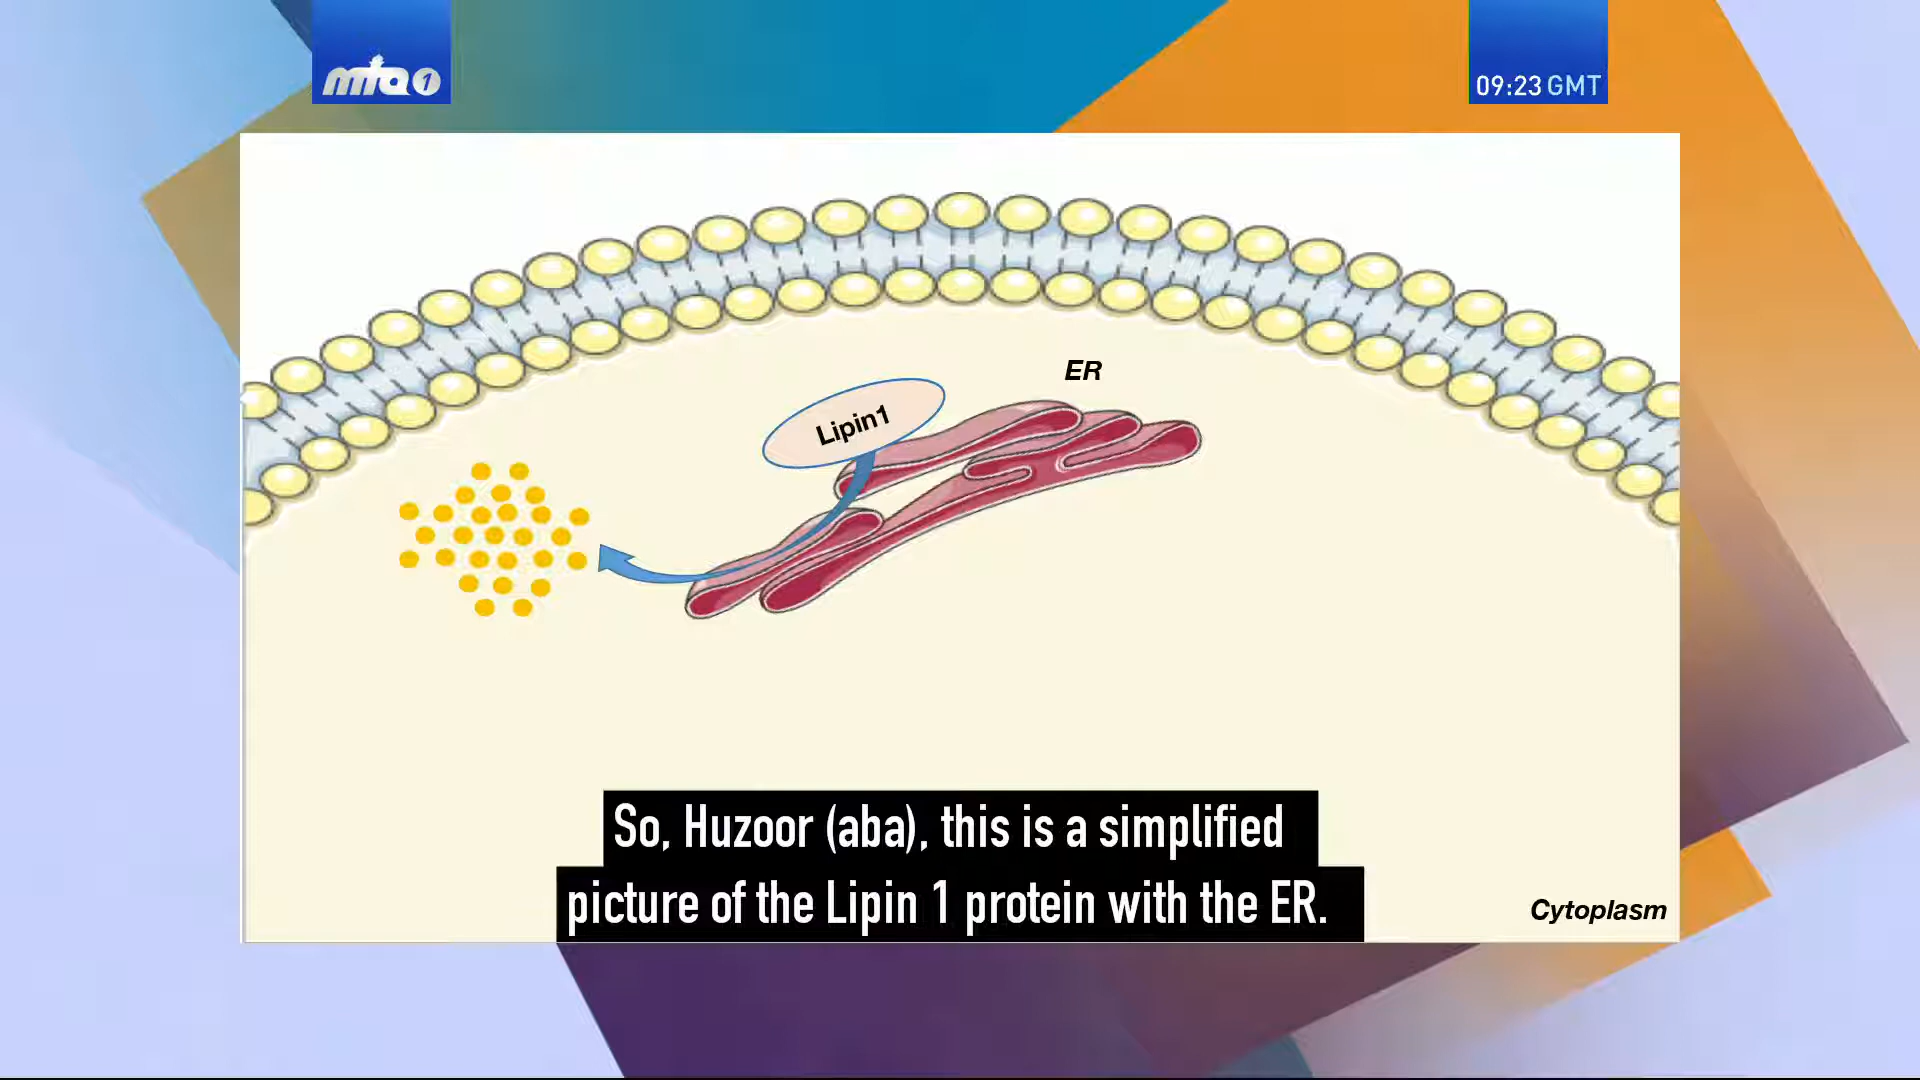 mta1
09:23 GMT
ER
Lipin1
So, Huzoor (aba), this is a simplified
picture of the Lipin 1 protein with the ER.
Cytoplasm